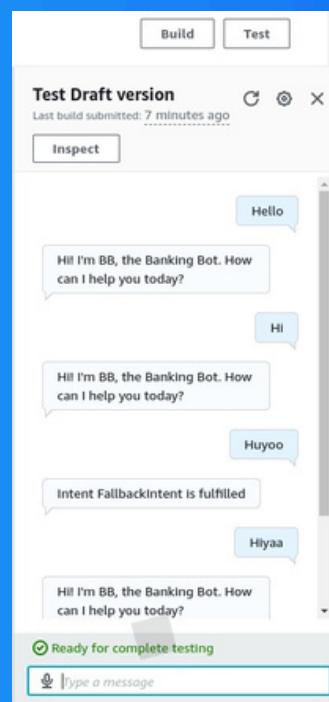 Build Test
Test Draft version
Last build submitted: 7 minutes ago
Inspect
Hello
Hi! I'm BB, the Banking Bot. How
can I help you today?
Hi
Hi! I'm BB, the Banking Bot. How
can I help you today?
Huyoo
Intent FallbackIntent is fulfilled
Hiyaa
Hi! I'm BB, the Banking Bot. How
can I help you today?
Ready for complete testing
Type a message